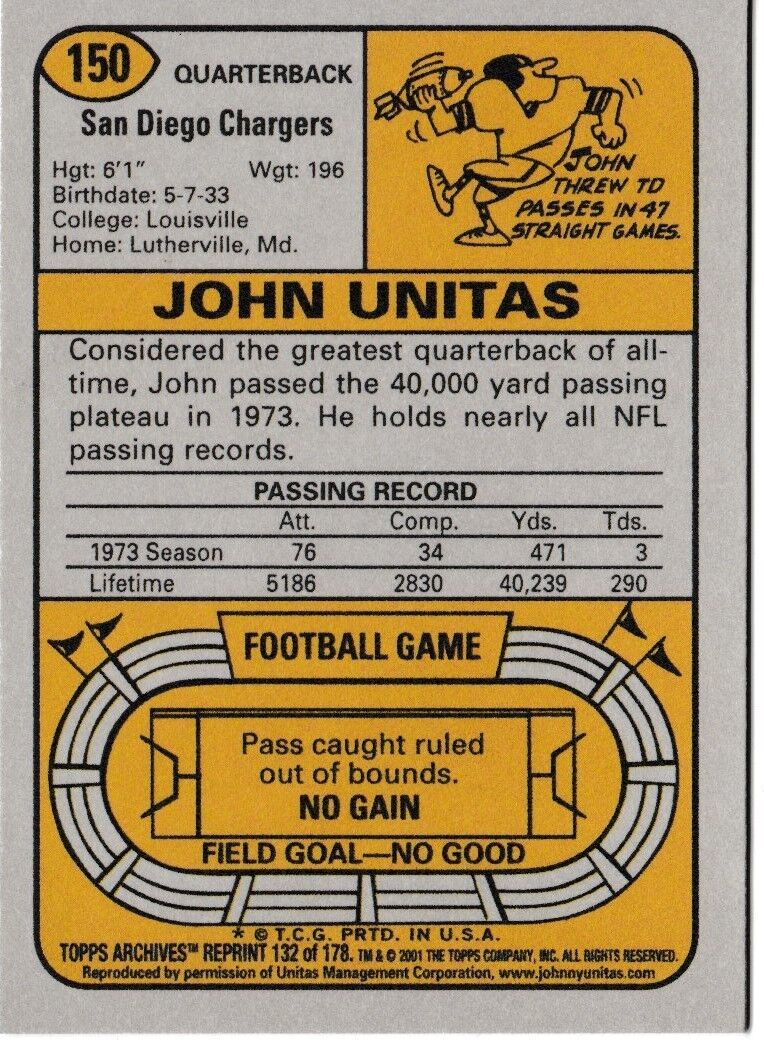 150
QUARTERBACK
San Diego Chargers
Hgt: 6'1" Wgt: 196
Birthdate: 5-7-33
College: Louisville
Home: Lutherville, Md.
JOHN
THREW TD
PASSES IN 47
STRAIGHT GAMES.
JOHN UNITAS
Considered the greatest quarterback of all-
time, John passed the 40,000 yard passing
plateau in 1973. He holds nearly all NFL
passing records.
PASSING RECORD
Att. Comp. Yds. Tds.
1973 Season 76 34 471 3
Lifetime 5186 2830 40,239 290
FOOTBALL GAME
Pass caught ruled
out of bounds.
NO GAIN
FIELD GOAL—NO GOOD
* © T.C.G. PRTD. IN U.S.A.
TOPPS ARCHIVES™ REPRINT 132 of 178. TM & © 2001 THE TOPPS COMPANY, INC. ALL RIGHTS RESERVED.
Reproduced by permission of Unitas Management Corporation, www.johnnyunitas.com